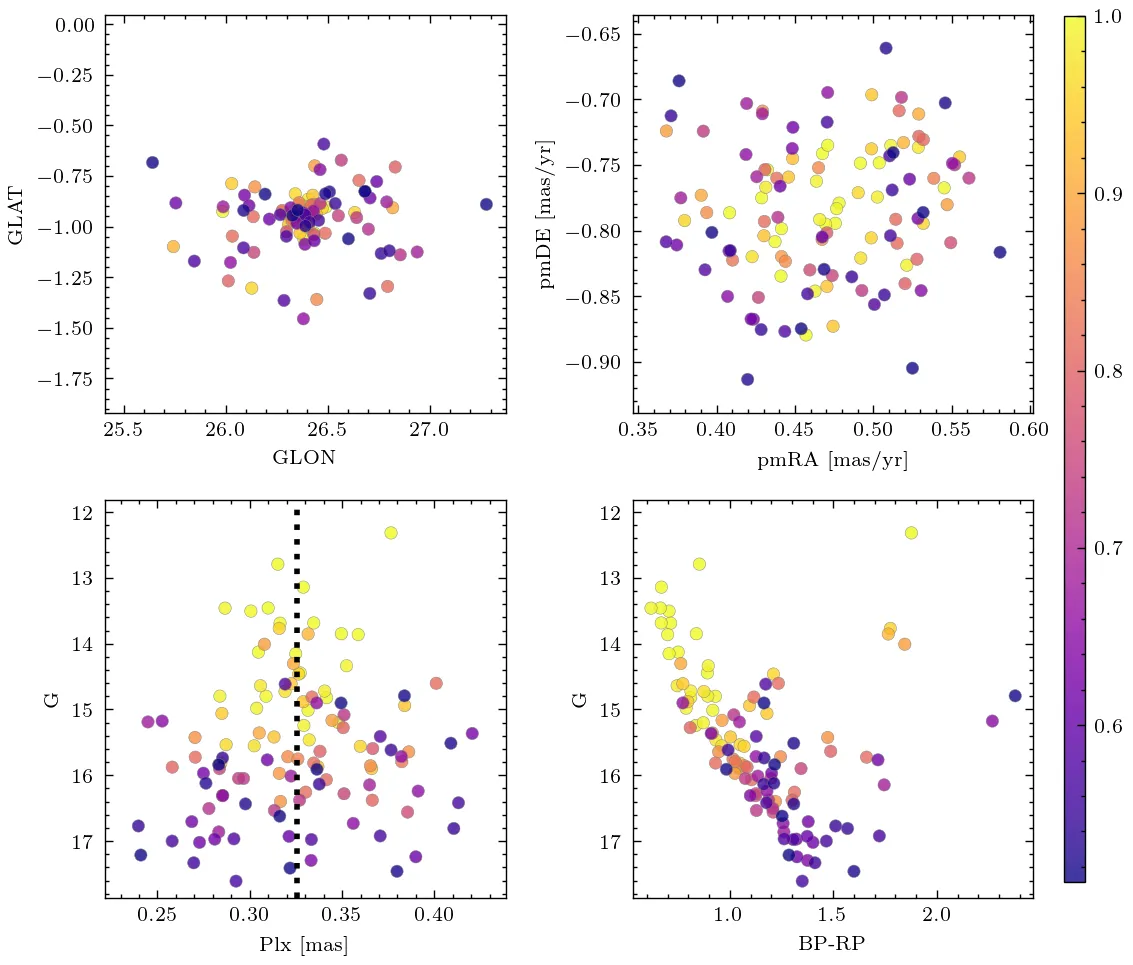 0.00
−0.25
−0.50
−0.75
−1.00
−1.25
−1.50
−1.75
GLAT
25.5 26.0 26.5 27.0
GLON
−0.65
−0.70
−0.75
−0.80
−0.85
−0.90
pmDE [mas/yr]
0.35 0.40 0.45 0.50 0.55 0.60
pmRA [mas/yr]
1.0
0.9
0.8
0.7
0.6
12
13
14
15
16
17
G
0.25 0.30 0.35 0.40
Plx [mas]
12
13
14
15
16
17
G
1.0 1.5 2.0
BP-RP